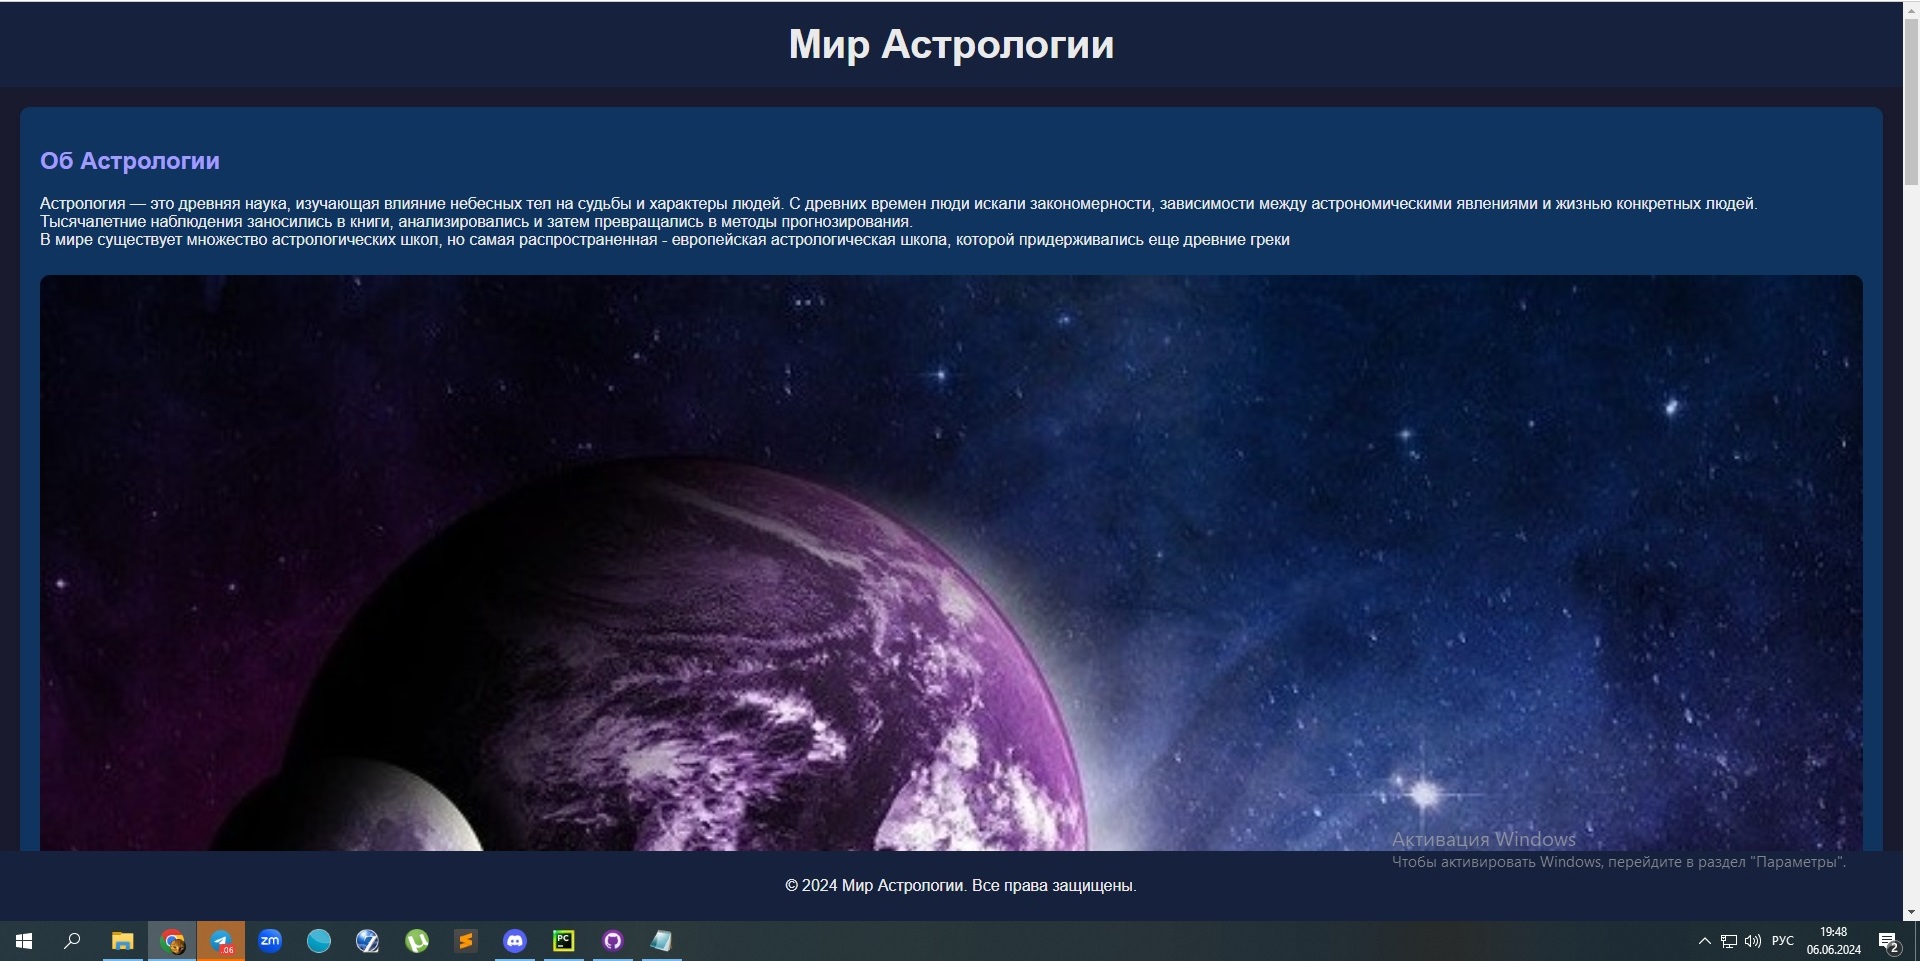 Мир Астрологии
Об Астрологии
Астрология — это древняя наука, изучающая влияние небесных тел на судьбы и характеры людей. С древних времен люди искали закономерности, зависимости между астрономическими явлениями и жизнью конкретных людей.
Тысячалетние наблюдения заносились в книги, анализировались и затем превращались в методы прогнозирования.
В мире существует множество астрологических школ, но самая распространенная - европейская астрологическая школа, которой придерживались еще древние греки
Активация Windows
Чтобы активировать Windows, перейдите в раздел "Параметры".
© 2024 Мир Астрологии. Все права защищены.
zm
PC
06
РУС
19:48
06.06.2024
2